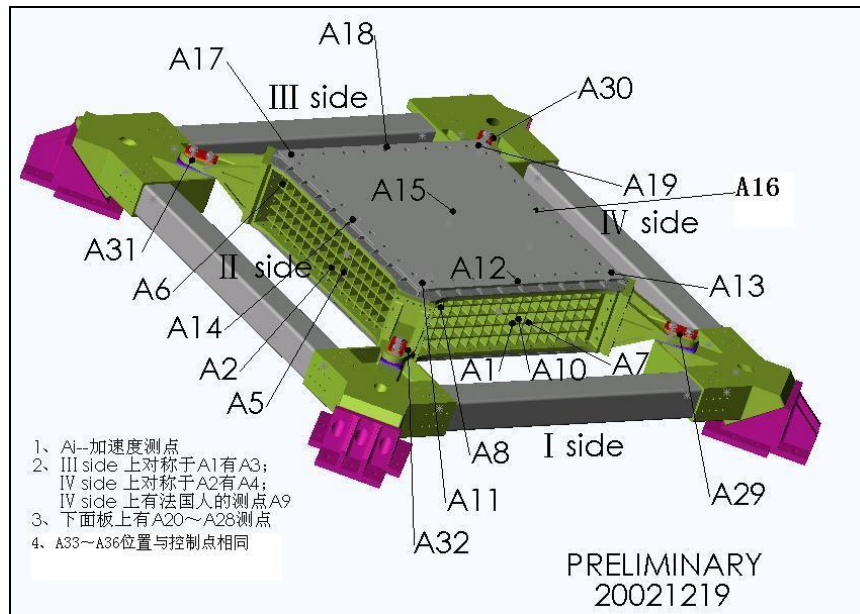 A18
A17
III side
A30
A15
A19
A16
IV side
A31
II side
A12
A13
A6
A14
A2
A5
A1
A10
A7
A8
I side
A11
A29
A32
1、Ai--加速度测点
2、III side 上对称于A1有A3；
IV side 上对称于A2有A4；
IV side 上有法国人的测点A9
3、下面板上有A20～A28测点
4、A33～A36位置与控制点相同
PRELIMINARY
20021219